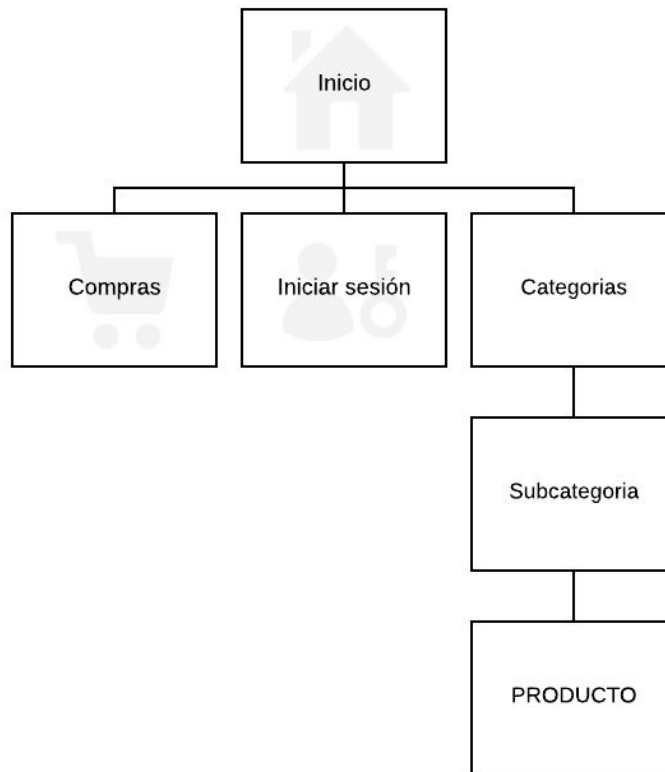 Inicio
Compras
Iniciar sesión
Categorias
Subcategoria
PRODUCTO